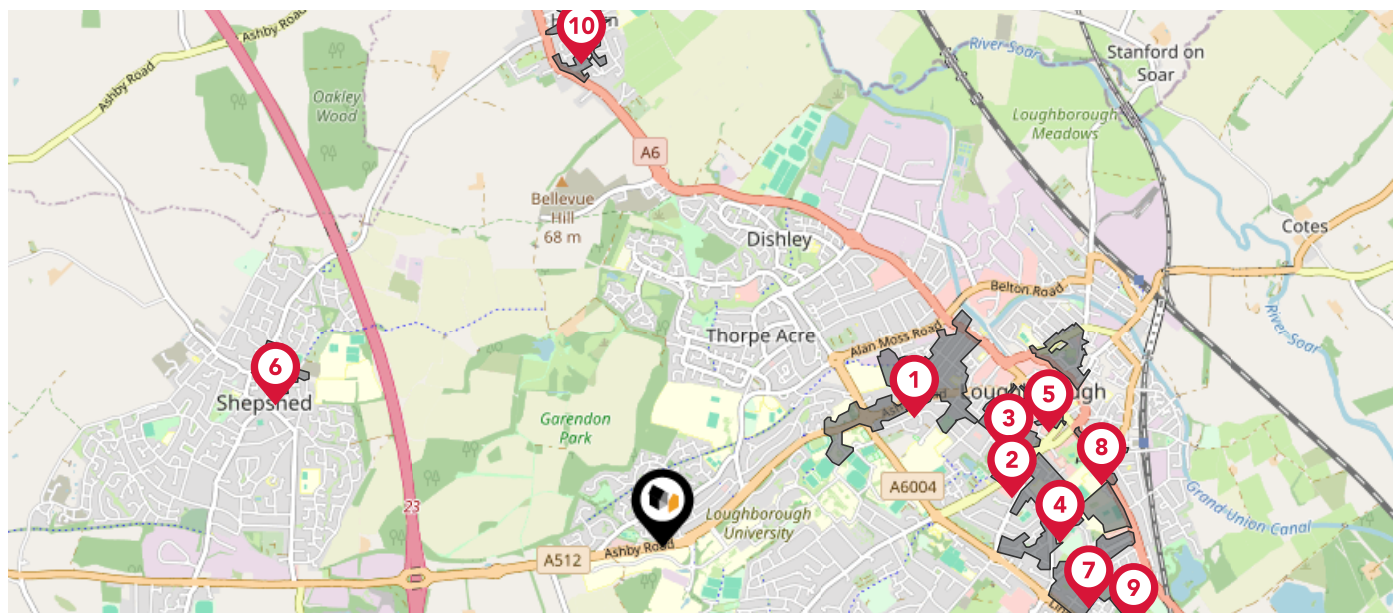 Ashby Road
10
River Soar
Stanford on
Soar
Ashby Road
Oakley
Wood
Loughborough
Meadows
A6
Bellevue
Hill
68 m
Dishley
Cotes
Belton Road
River Soar
Alan Moss Road
Thorpe Acre
6
Shepshed
1
5
3
Garendon
Park
8
2
A6004
Grand Union Canal
4
23
Loughborough
University
Ashby Road
A512
7
9